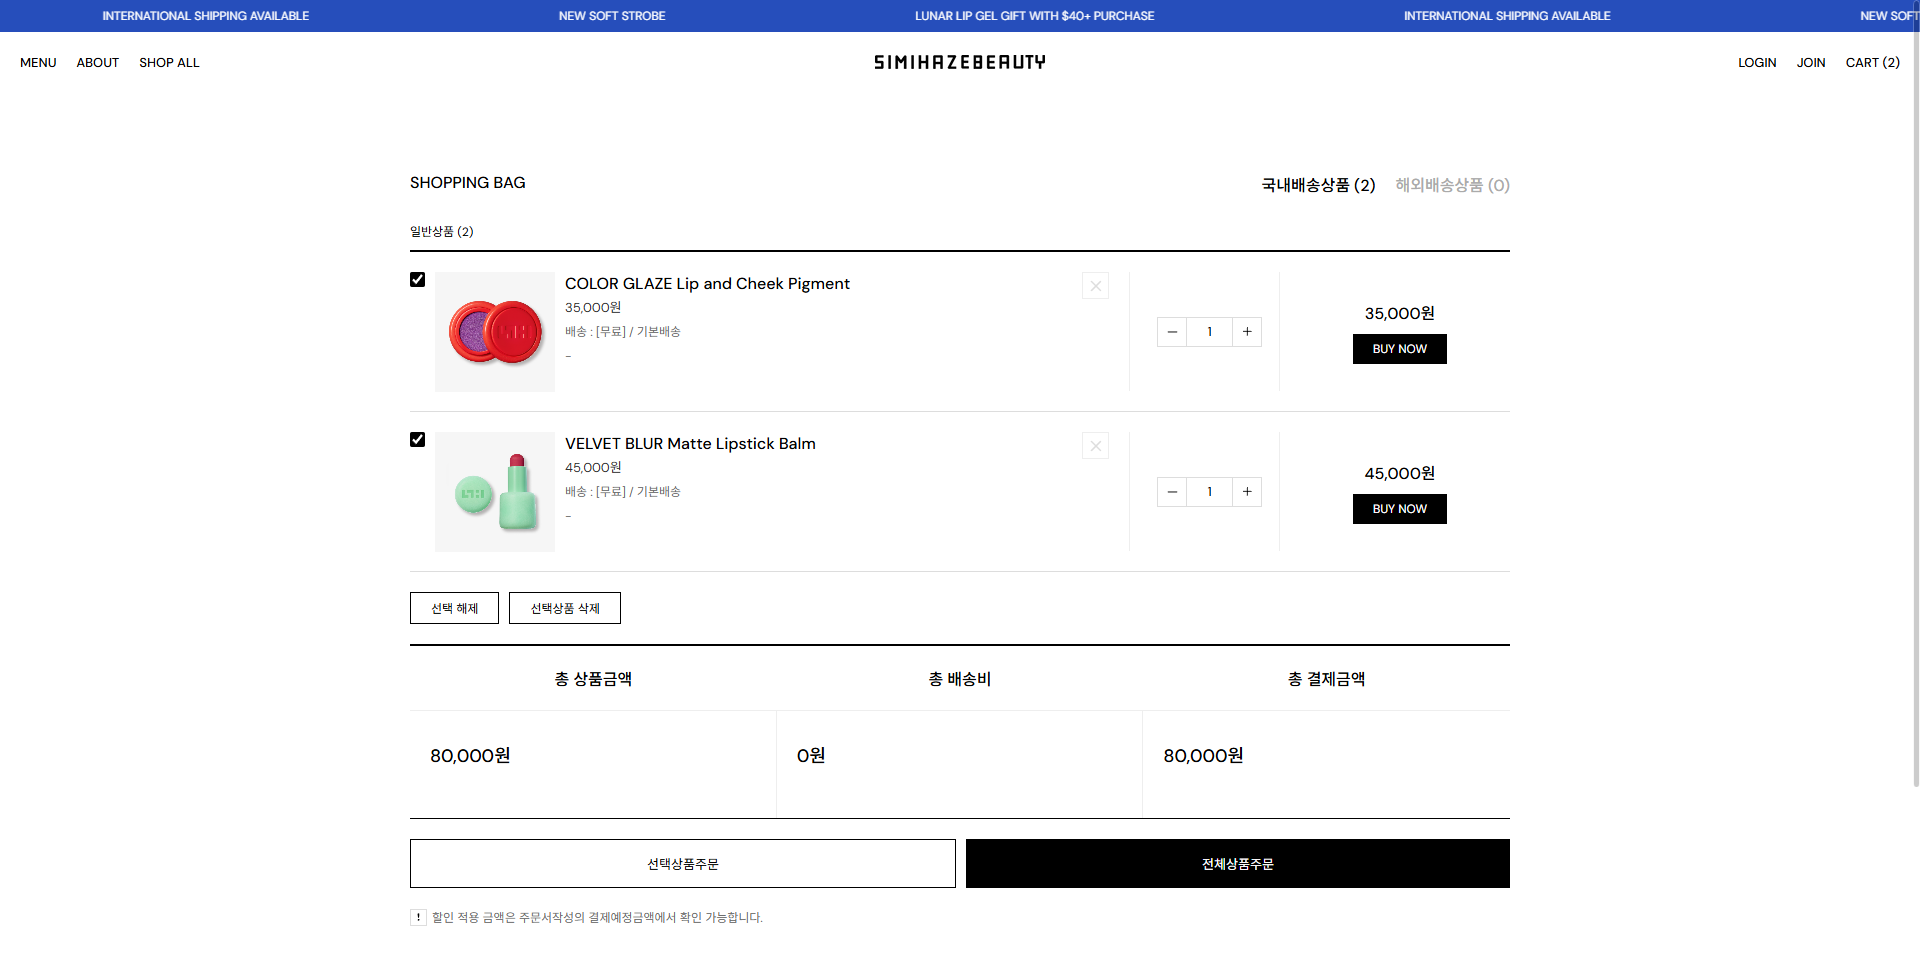 INTERNATIONAL SHIPPING AVAILABLE NEW SOFT STROBE LUNAR LIP GEL GIFT WITH $40+ PURCHASE INTERNATIONAL SHIPPING AVAILABLE NEW SOFT
MENU ABOUT SHOP ALL SIMIHAZEBEAUTY LOGIN JOIN CART (2)
SHOPPING BAG 국내배송상품 (2) 해외배송상품 (0)
일반상품 (2)
COLOR GLAZE Lip and Cheek Pigment
35,000원
배송 : [무료] / 기본배송
-
1
35,000원
BUY NOW
VELVET BLUR Matte Lipstick Balm
45,000원
배송 : [무료] / 기본배송
-
1
45,000원
BUY NOW
선택 해제 선택상품 삭제
총 상품금액 총 배송비 총 결제금액
80,000원 0원 80,000원
선택상품주문 전체상품주문
! 할인 적용 금액은 주문서작성의 결제예정금액에서 확인 가능합니다.